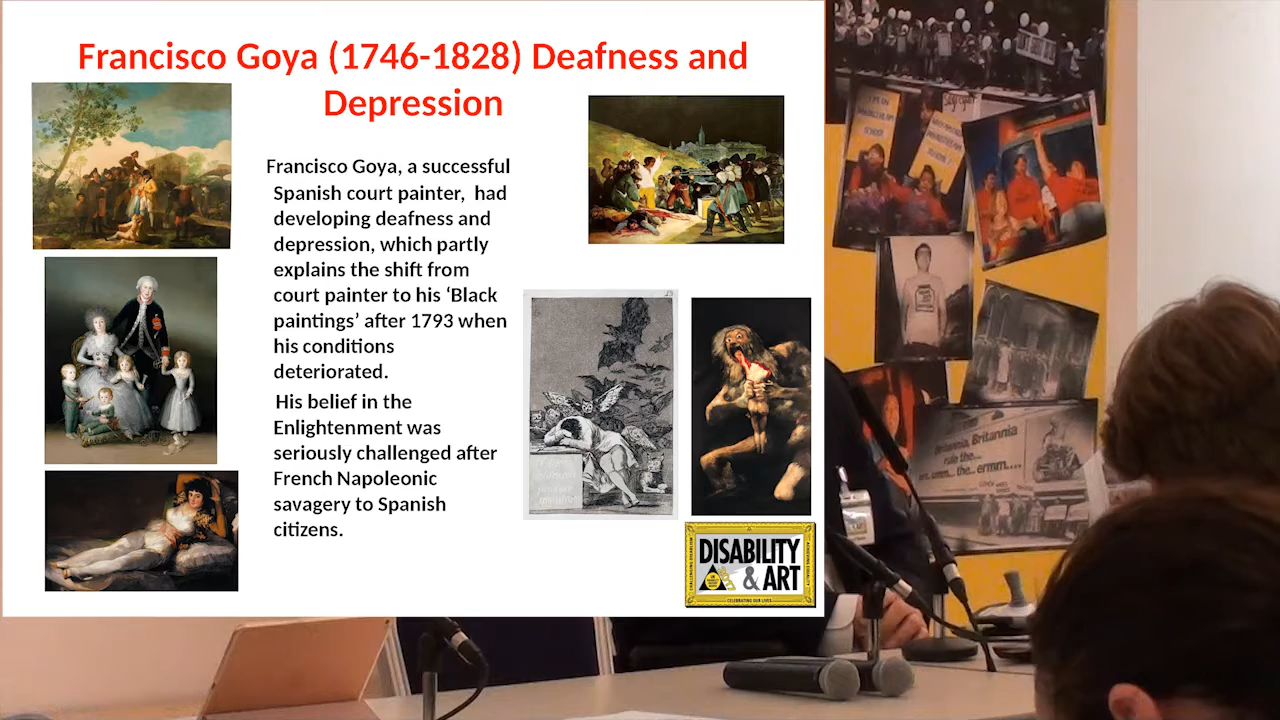 Francisco Goya (1746-1828) Deafness and
Depression
Francisco Goya, a successful
Spanish court painter, had
developing deafness and
depression, which partly
explains the shift from
court painter to his ‘Black
paintings’ after 1793 when
his conditions
deteriorated.
His belief in the
Enlightenment was
seriously challenged after
French Napoleonic
savagery to Spanish
citizens.
DISABILITY
& ART
CELEBRATING OUR LIVES
Britannia, Britannia
rule the...
the... ermm....